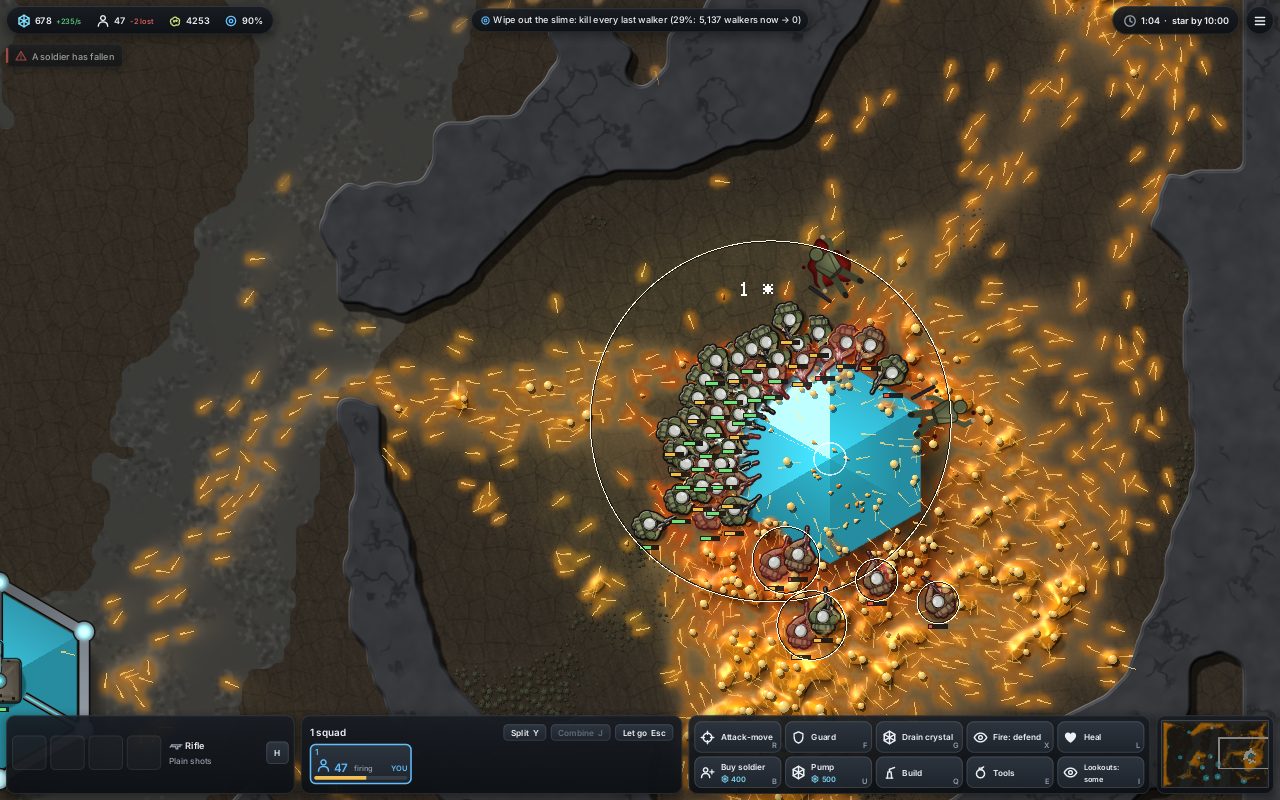 678 +235/s 47 -2 lost 4253 90%
Wipe out the slime: kill every last walker (29%: 5,137 walkers now → 0)
1:04 · star by 10:00
A soldier has fallen
1
Rifle
Plain shots
H
1 squad
Split Y
Combine J
Let go Esc
1
47 firing YOU
Attack-move R
Guard F
Drain crystal G
Fire: defend X
Heal L
Buy soldier 400 B
Pump 500 U
Build Q
Tools E
Lookouts: some I